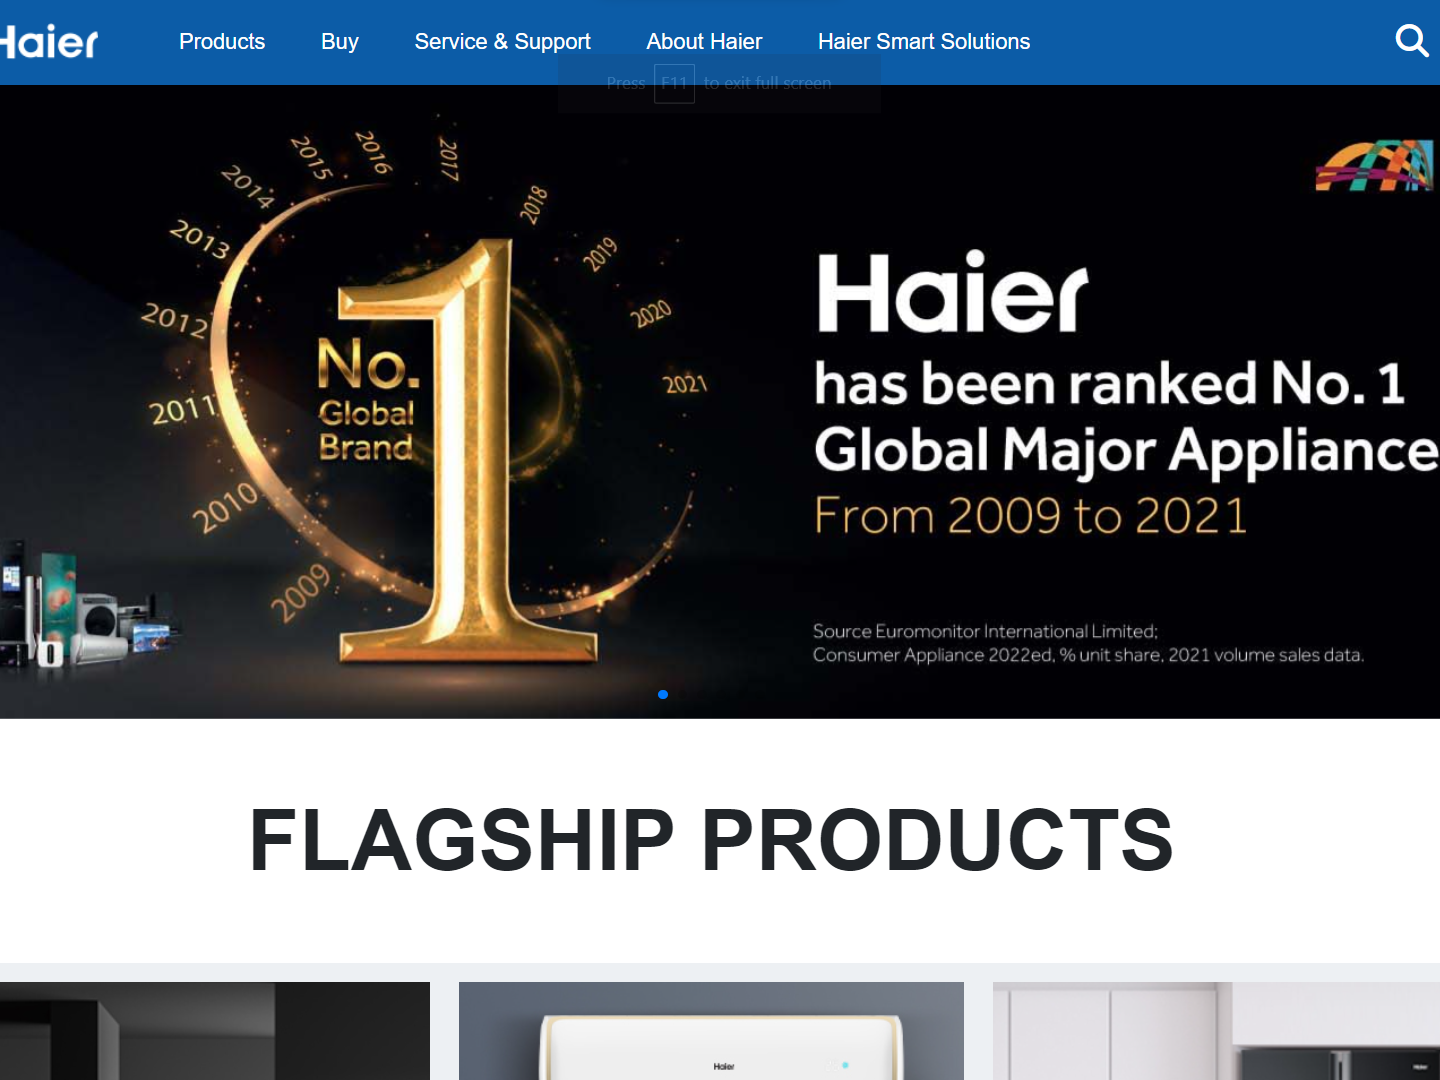 Haier
Products
Buy
Service & Support
About Haier
Haier Smart Solutions
Press F11 to exit full screen
2009
2010
2011
2012
2013
2014
2015
2016
2017
2018
2019
2020
2021
No.
Global
Brand
1
Haier
has been ranked No. 1
Global Major Appliance
From 2009 to 2021
Source Euromonitor International Limited;
Consumer Appliance 2022ed, % unit share, 2021 volume sales data.
FLAGSHIP PRODUCTS
Haier
Haier